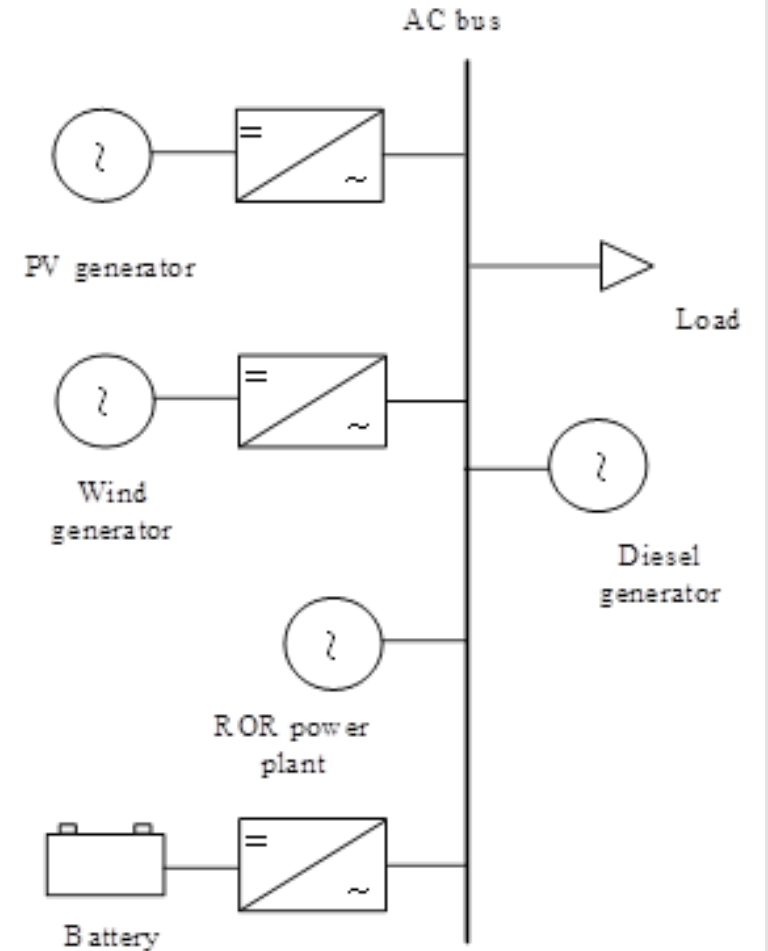 AC bus
PV generator
Load
Wind
generator
Diesel
generator
ROR power
plant
Battery